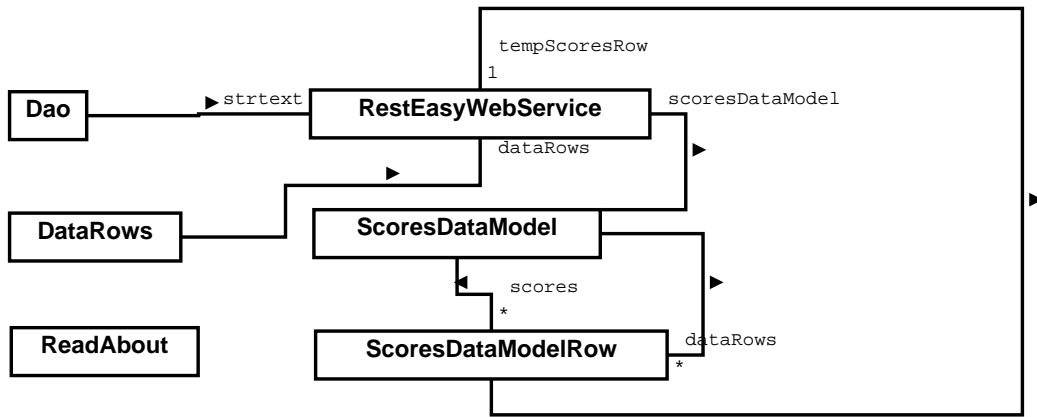 tempScoresRow
1
Dao
strtext
RestEasyWebService
scoresDataModel
dataRows
DataRows
ScoresDataModel
scores
*
ReadAbout
ScoresDataModelRow
dataRows
*